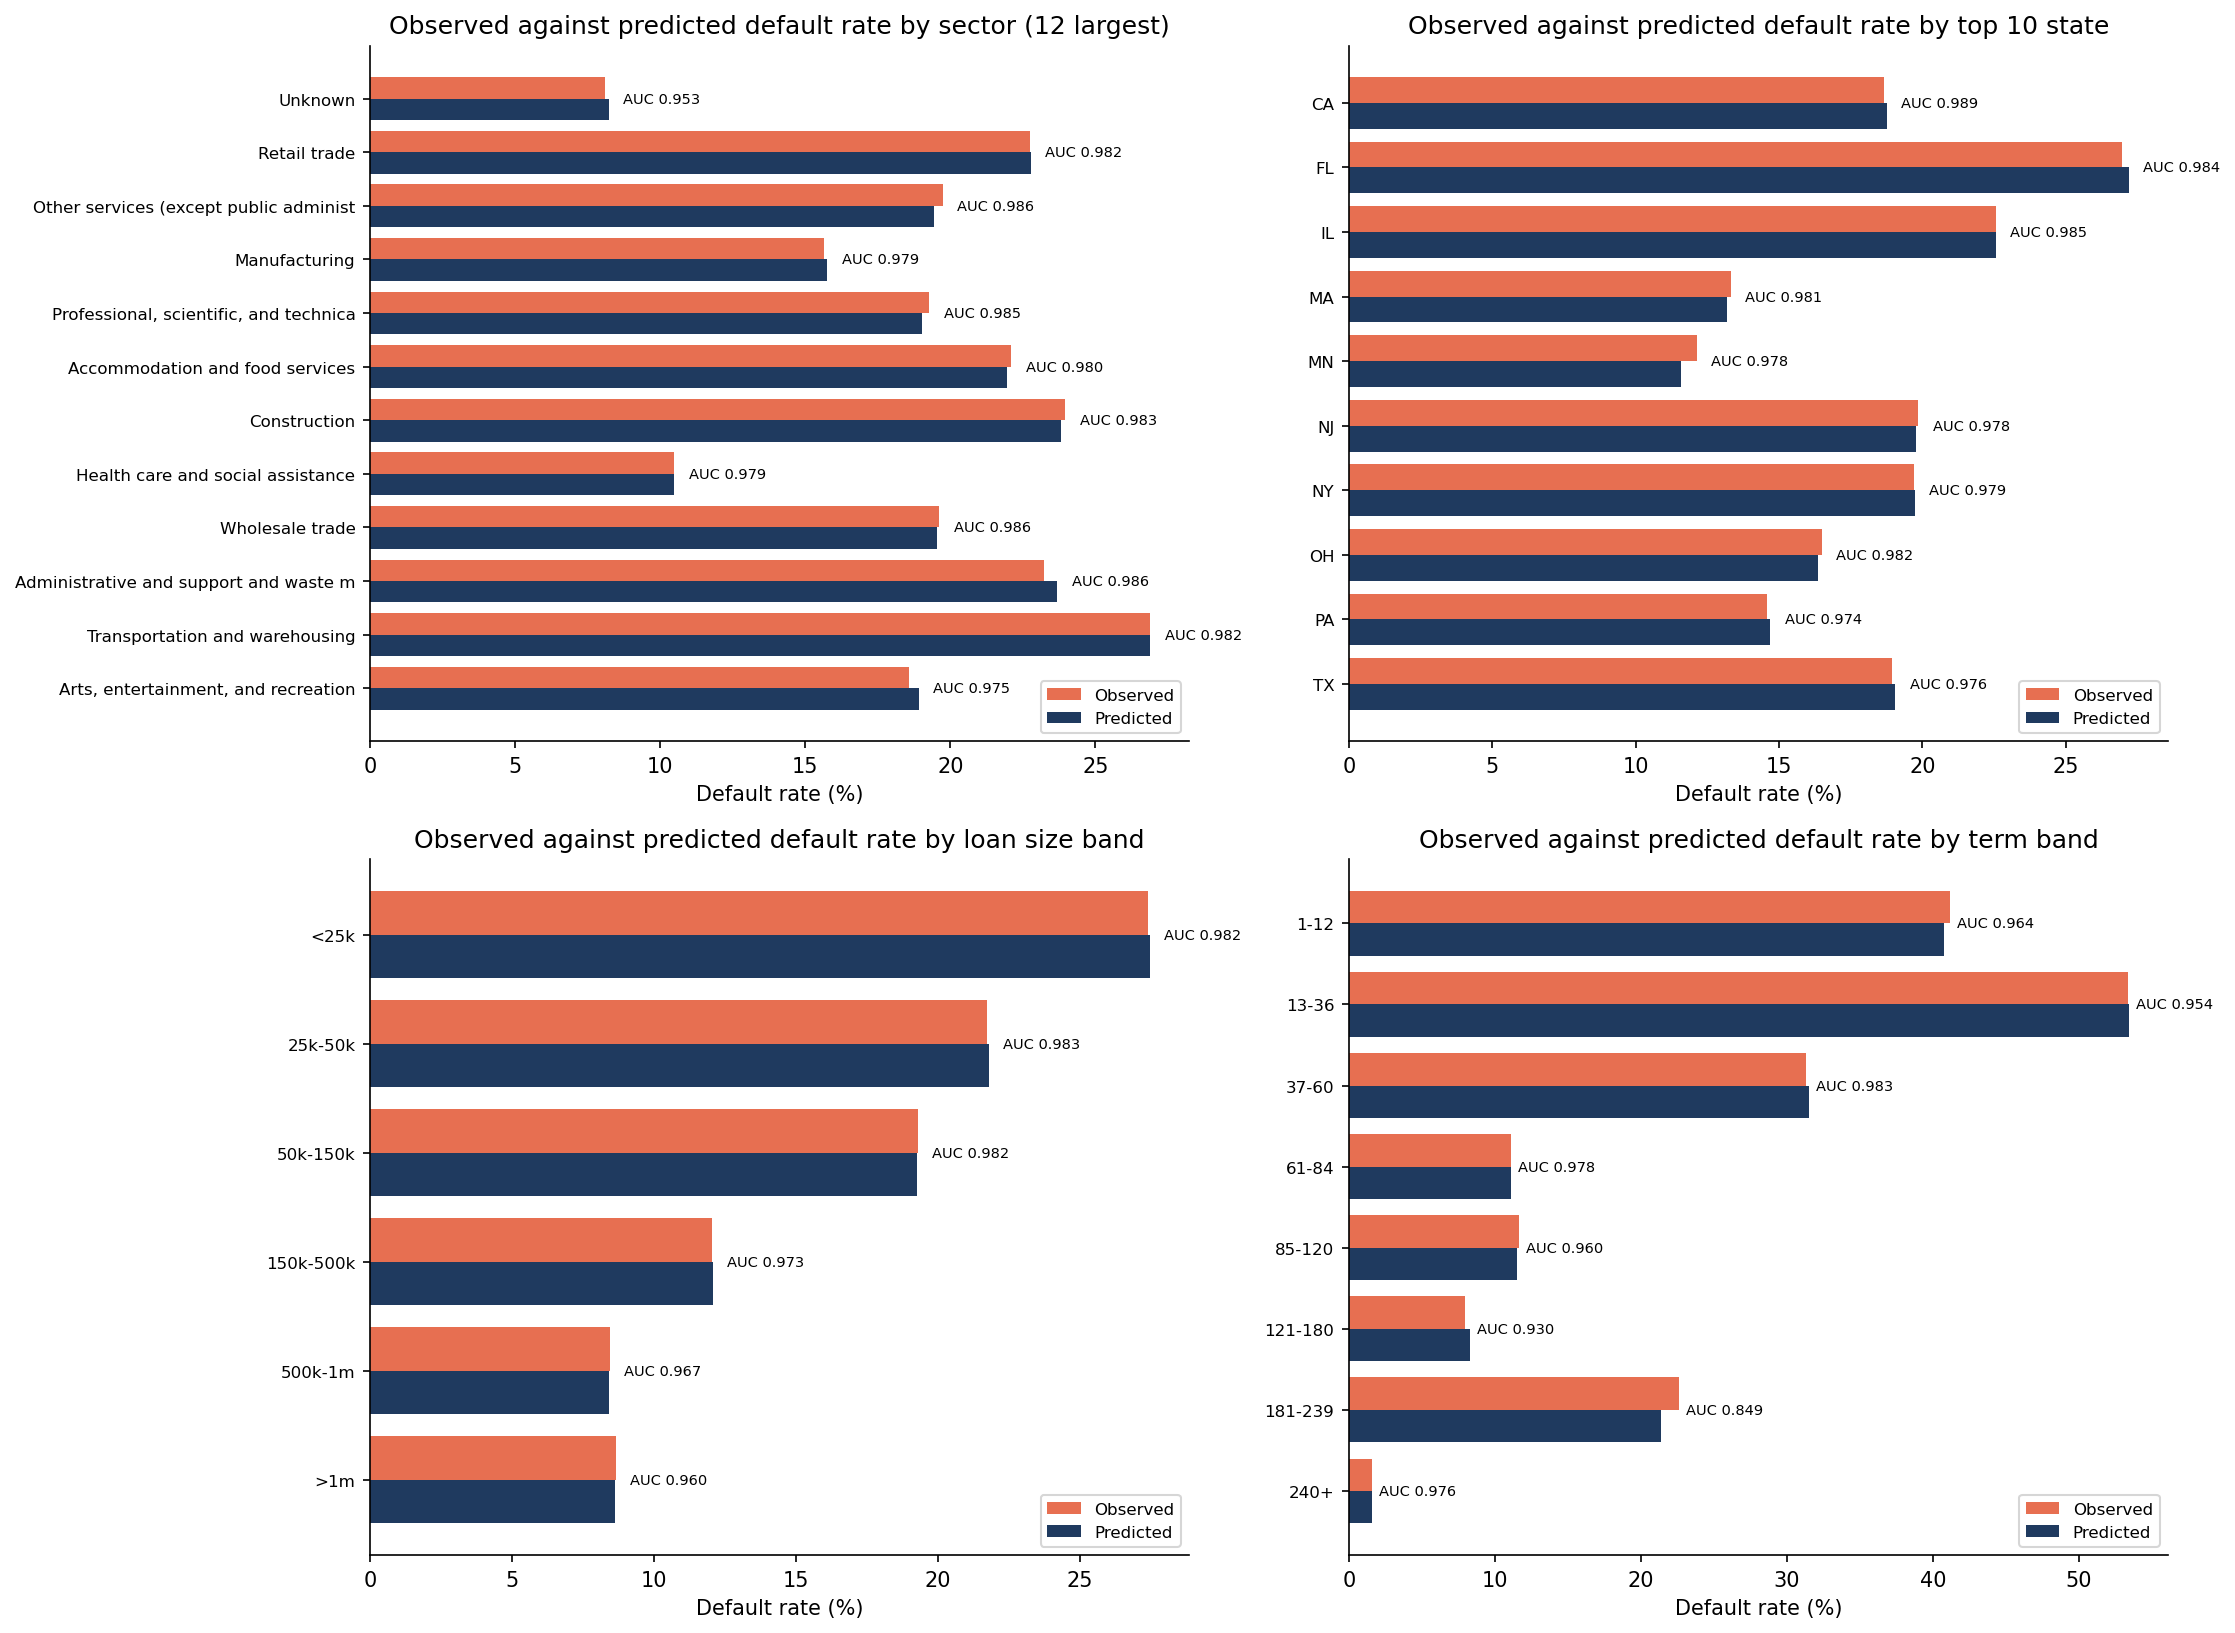 Observed against predicted default rate by sector (12 largest)
Unknown
AUC 0.953
Retail trade
AUC 0.982
Other services (except public administ
AUC 0.986
Manufacturing
AUC 0.979
Professional, scientific, and technica
AUC 0.985
Accommodation and food services
AUC 0.980
Construction
AUC 0.983
Health care and social assistance
AUC 0.979
Wholesale trade
AUC 0.986
Administrative and support and waste m
AUC 0.986
Transportation and warehousing
AUC 0.982
Arts, entertainment, and recreation
AUC 0.975
Observed
Predicted
0 5 10 15 20 25
Default rate (%)
Observed against predicted default rate by top 10 state
CA
AUC 0.989
FL
AUC 0.984
IL
AUC 0.985
MA
AUC 0.981
MN
AUC 0.978
NJ
AUC 0.978
NY
AUC 0.979
OH
AUC 0.982
PA
AUC 0.974
TX
AUC 0.976
Observed
Predicted
0 5 10 15 20 25
Default rate (%)
Observed against predicted default rate by loan size band
<25k
AUC 0.982
25k-50k
AUC 0.983
50k-150k
AUC 0.982
150k-500k
AUC 0.973
500k-1m
AUC 0.967
>1m
AUC 0.960
Observed
Predicted
0 5 10 15 20 25
Default rate (%)
Observed against predicted default rate by term band
1-12
AUC 0.964
13-36
AUC 0.954
37-60
AUC 0.983
61-84
AUC 0.978
85-120
AUC 0.960
121-180
AUC 0.930
181-239
AUC 0.849
240+
AUC 0.976
Observed
Predicted
0 10 20 30 40 50
Default rate (%)